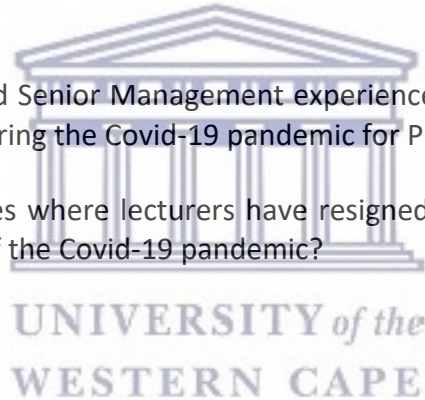 d Senior Management experience
ring the Covid-19 pandemic for P
es where lecturers have resigned
f the Covid-19 pandemic?
UNIVERSITY of the
WESTERN CAPE